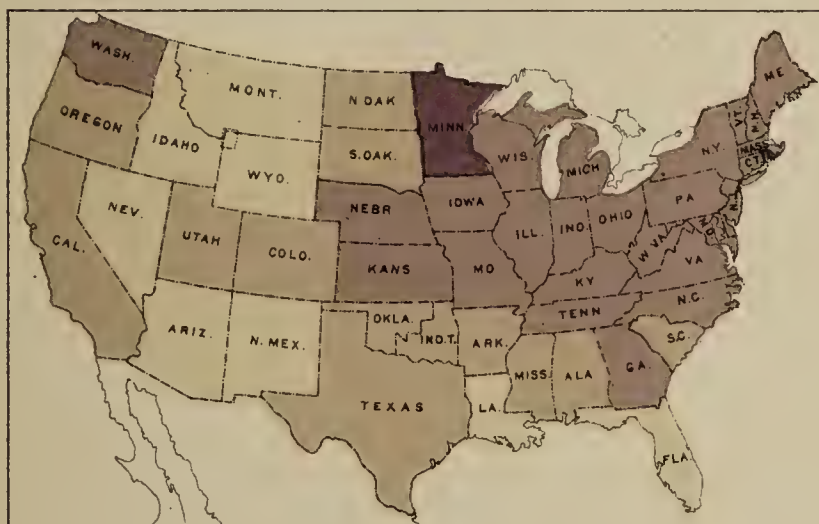 WASH.
MONT.
N.DAK
MINN.
ME
OREGON
IDAHO
S.DAK.
WIS.
MICH
VT.
N.H.
N.Y.
MASS
CT.
WYO.
NEBR
IOWA
PA
NEV.
UTAH
COLO.
ILL.
IND.
OHIO
W.VA
CAL.
KANS
MO
KY
VA
ARIZ.
N.MEX.
OKLA.
IND.T.
TENN
N.C.
ARK.
S.C.
TEXAS
MISS.
ALA
GA.
LA.
FLA.